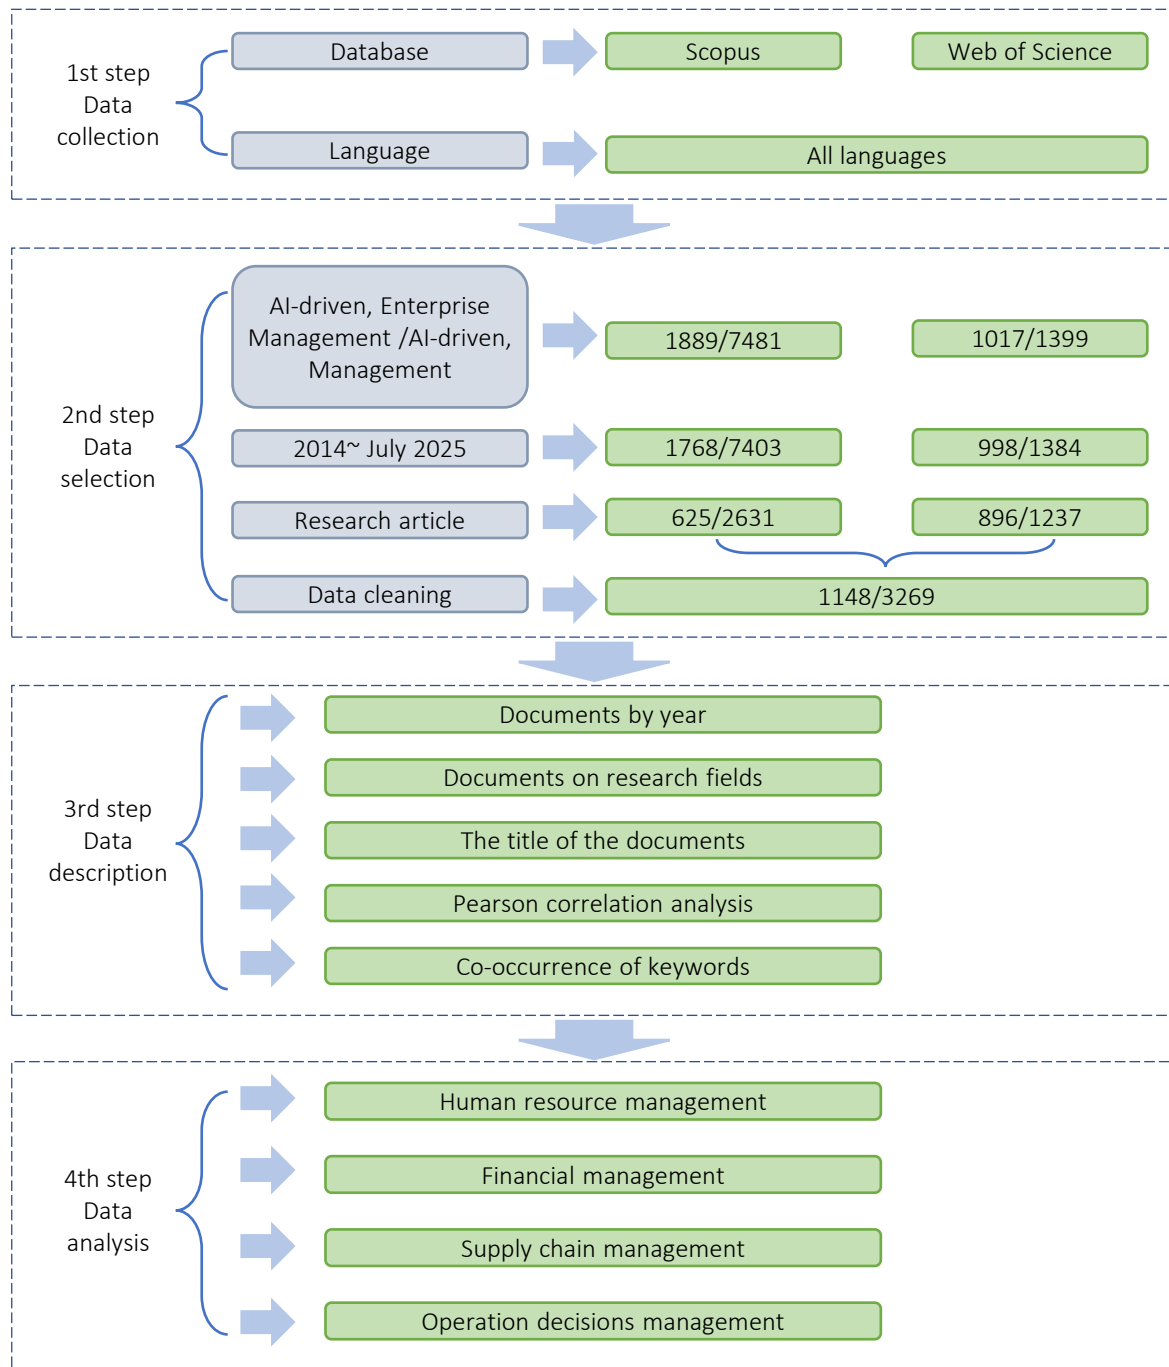 1st step
Data
collection
Database
Scopus
Web of Science
Language
All languages
2nd step
Data
selection
AI-driven, Enterprise
Management /AI-driven,
Management
1889/7481
1017/1399
2014~ July 2025
1768/7403
998/1384
Research article
625/2631
896/1237
Data cleaning
1148/3269
3rd step
Data
description
Documents by year
Documents on research fields
The title of the documents
Pearson correlation analysis
Co-occurrence of keywords
4th step
Data
analysis
Human resource management
Financial management
Supply chain management
Operation decisions management